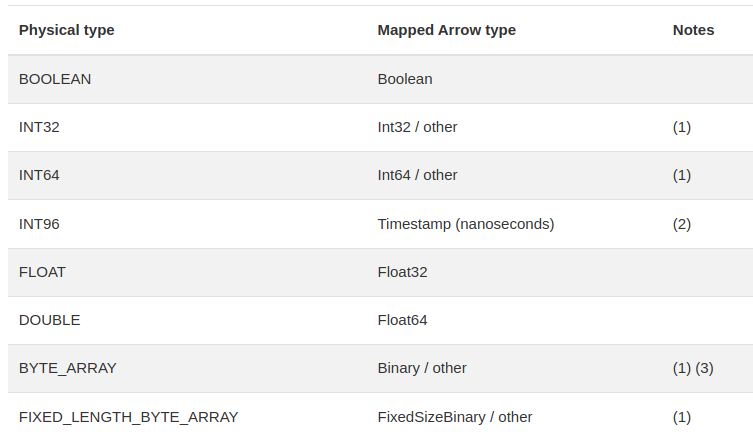 Physical type Mapped Arrow type Notes
BOOLEAN Boolean
INT32 Int32 / other (1)
INT64 Int64 / other (1)
INT96 Timestamp (nanoseconds) (2)
FLOAT Float32
DOUBLE Float64
BYTE_ARRAY Binary / other (1) (3)
FIXED_LENGTH_BYTE_ARRAY FixedSizeBinary / other (1)